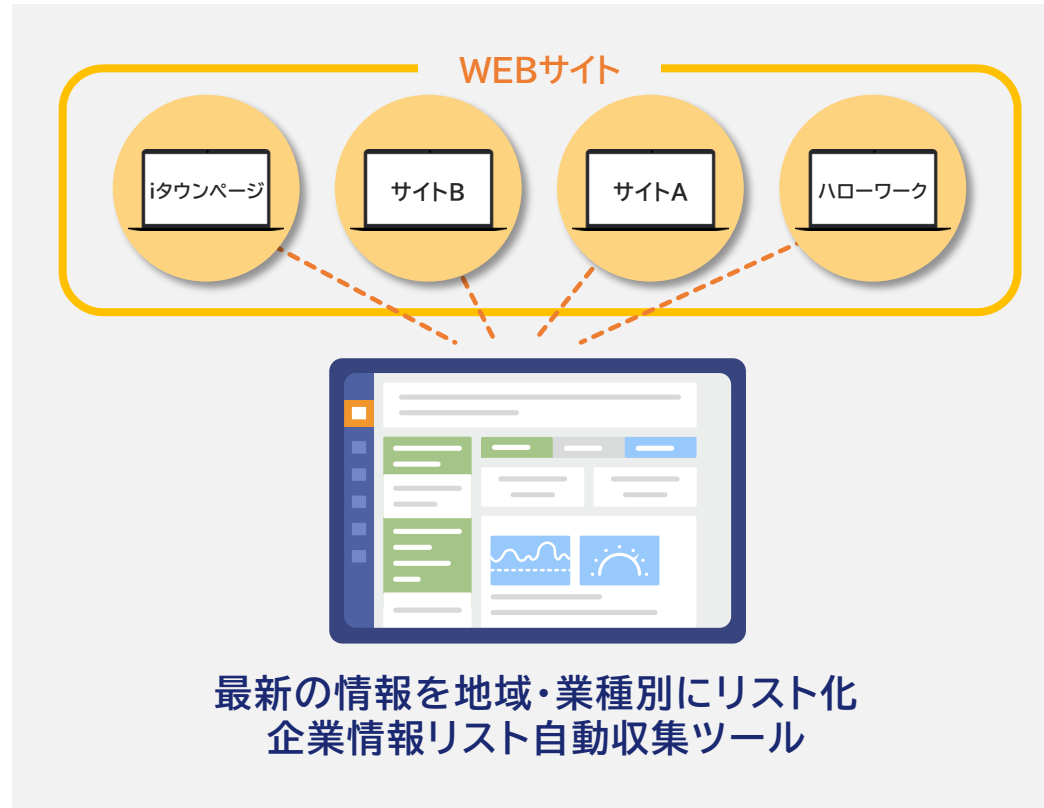 WEBサイト
iタウンページ
サイトB
サイトA
ハローワーク
最新の情報を地域・業種別にリスト化
企業情報リスト自動収集ツール